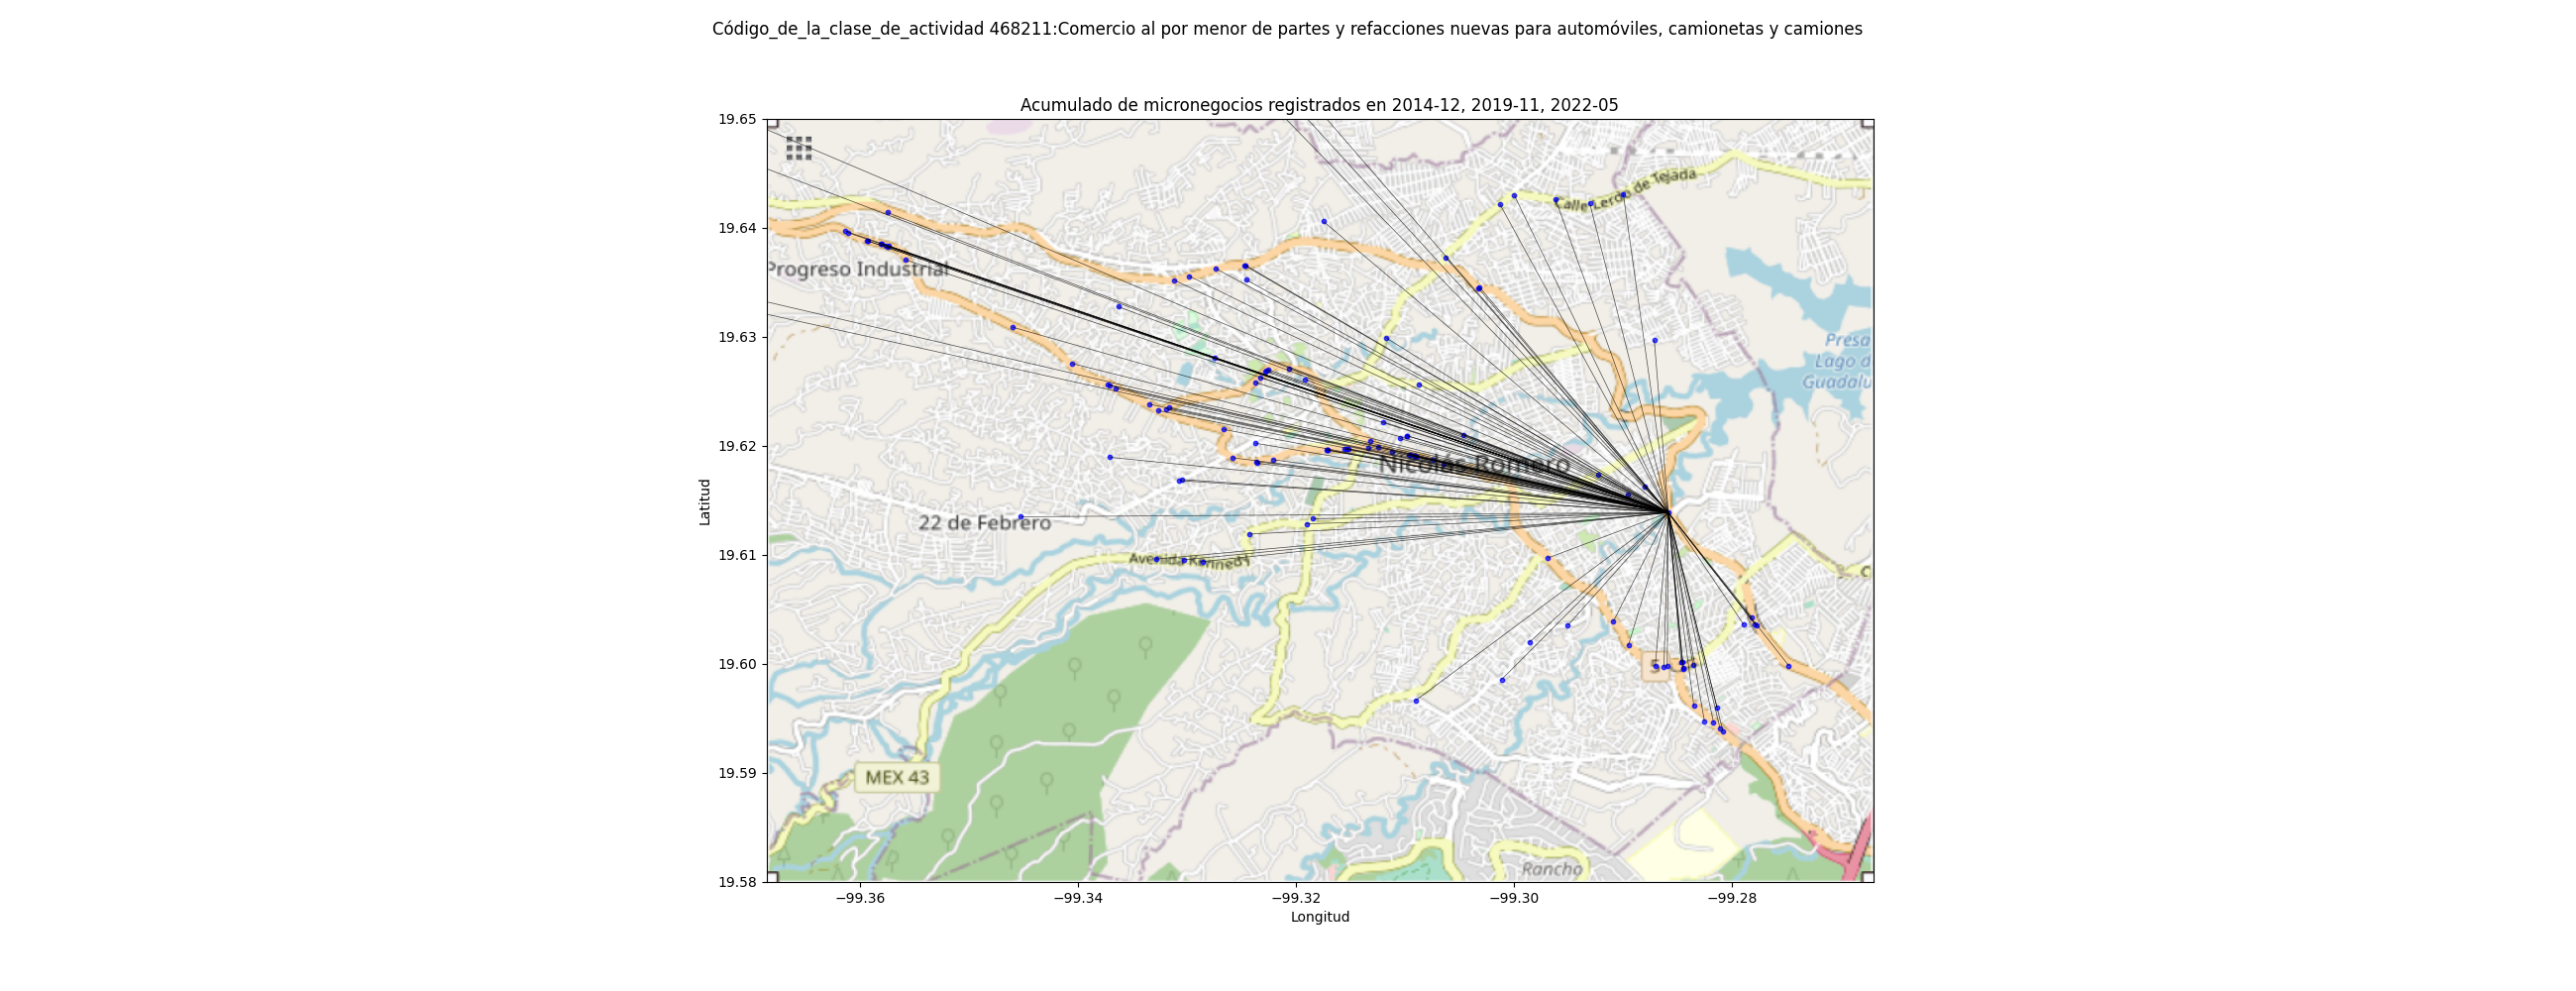 Código_de_la_clase_de_actividad 468211:Comercio al por menor de partes y refacciones nuevas para automóviles, camionetas y camiones
Acumulado de micronegocios registrados en 2014-12, 2019-11, 2022-05
19.65
19.64
19.63
19.62
19.61
19.60
19.59
19.58
Latitud
Calle Lerdo de Tejada
Progreso Industrial
Presa
Lago d
Guadalu
Nicolás Romero
22 de Febrero
Avenida Kennedy
C
5
MEX 43
Rancho
−99.36
−99.34
−99.32
−99.30
−99.28
Longitud